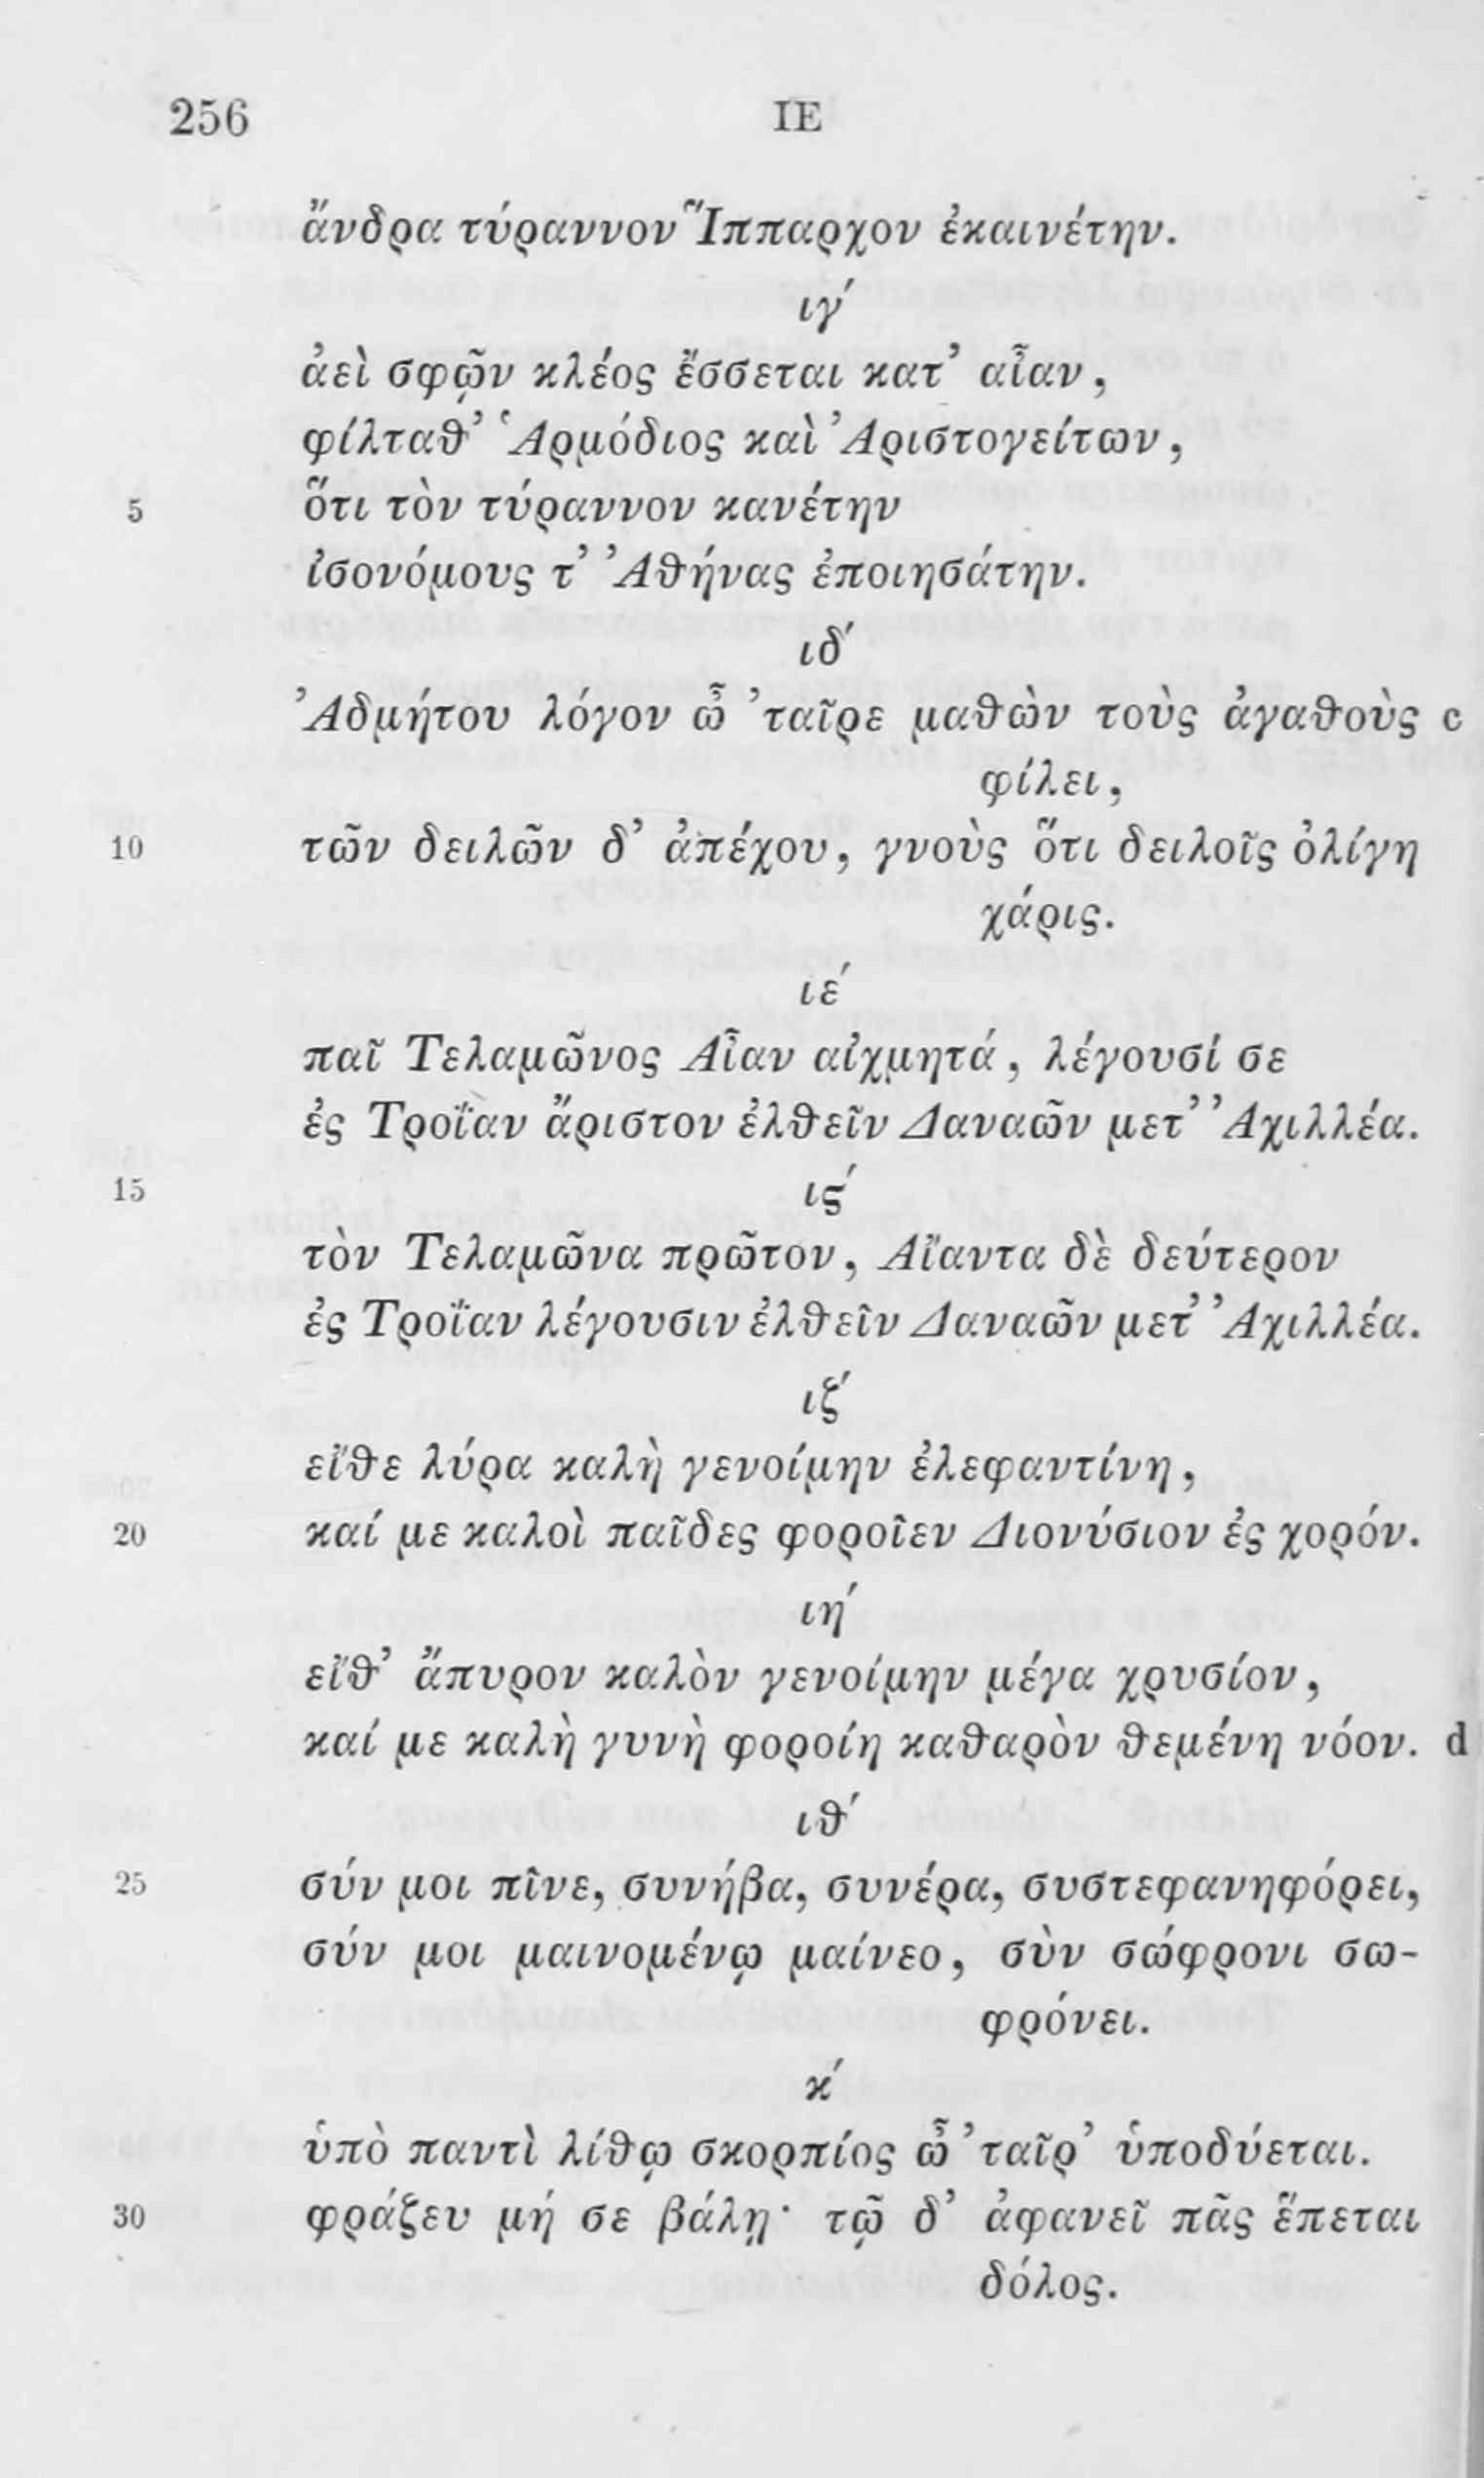 256 ΙΕ
ἄνδρα τύραννον Ἵππαρχον ἐκαινέτην.
ιγ´
ἀεὶ σφῷν κλέος ἔσσεται κατ’ αἶαν,
φίλταθ’ Ἁρμόδιος καὶ Ἀριστογείτων,
5 ὅτι τὸν τύραννον κανέτην
ἰσονόμους τ’ Ἀθήνας ἐποιησάτην.
ιδ´
Ἀδμήτου λόγον ὦ ’ταῖρε μαθὼν τοὺς ἀγαθοὺς c
φίλει,
10 τῶν δειλῶν δ’ ἀπέχου, γνοὺς ὅτι δειλοῖς ὀλίγη
χάρις.
ιε´
παῖ Τελαμῶνος Αἶαν αἰχμητά, λέγουσί σε
ἐς Τροΐαν ἄριστον ἐλθεῖν Δαναῶν μετ’ Ἀχιλλέα.
15 ις´
τὸν Τελαμῶνα πρῶτον, Αἴαντα δὲ δεύτερον
ἐς Τροΐαν λέγουσιν ἐλθεῖν Δαναῶν μετ’ Ἀχιλλέα.
ιζ´
εἴθε λύρα καλὴ γενοίμην ἐλεφαντίνη,
20 καί με καλοὶ παῖδες φοροῖεν Διονύσιον ἐς χορόν.
ιη´
εἴθ’ ἄπυρον καλὸν γενοίμην μέγα χρυσίον,
καί με καλὴ γυνὴ φοροίη καθαρὸν θεμένη νόον. d
ιθ´
25 σύν μοι πῖνε, συνήβα, συνέρα, συστεφανηφόρει,
σύν μοι μαινομένῳ μαίνεο, σὺν σώφρονι σω-
φρόνει.
κ´
ὑπὸ παντὶ λίθῳ σκορπίος ὦ ’ταῖρ’ ὑποδύεται.
30 φράζευ μή σε βάλῃ· τῷ δ’ ἀφανεῖ πᾶς ἕπεται
δόλος.